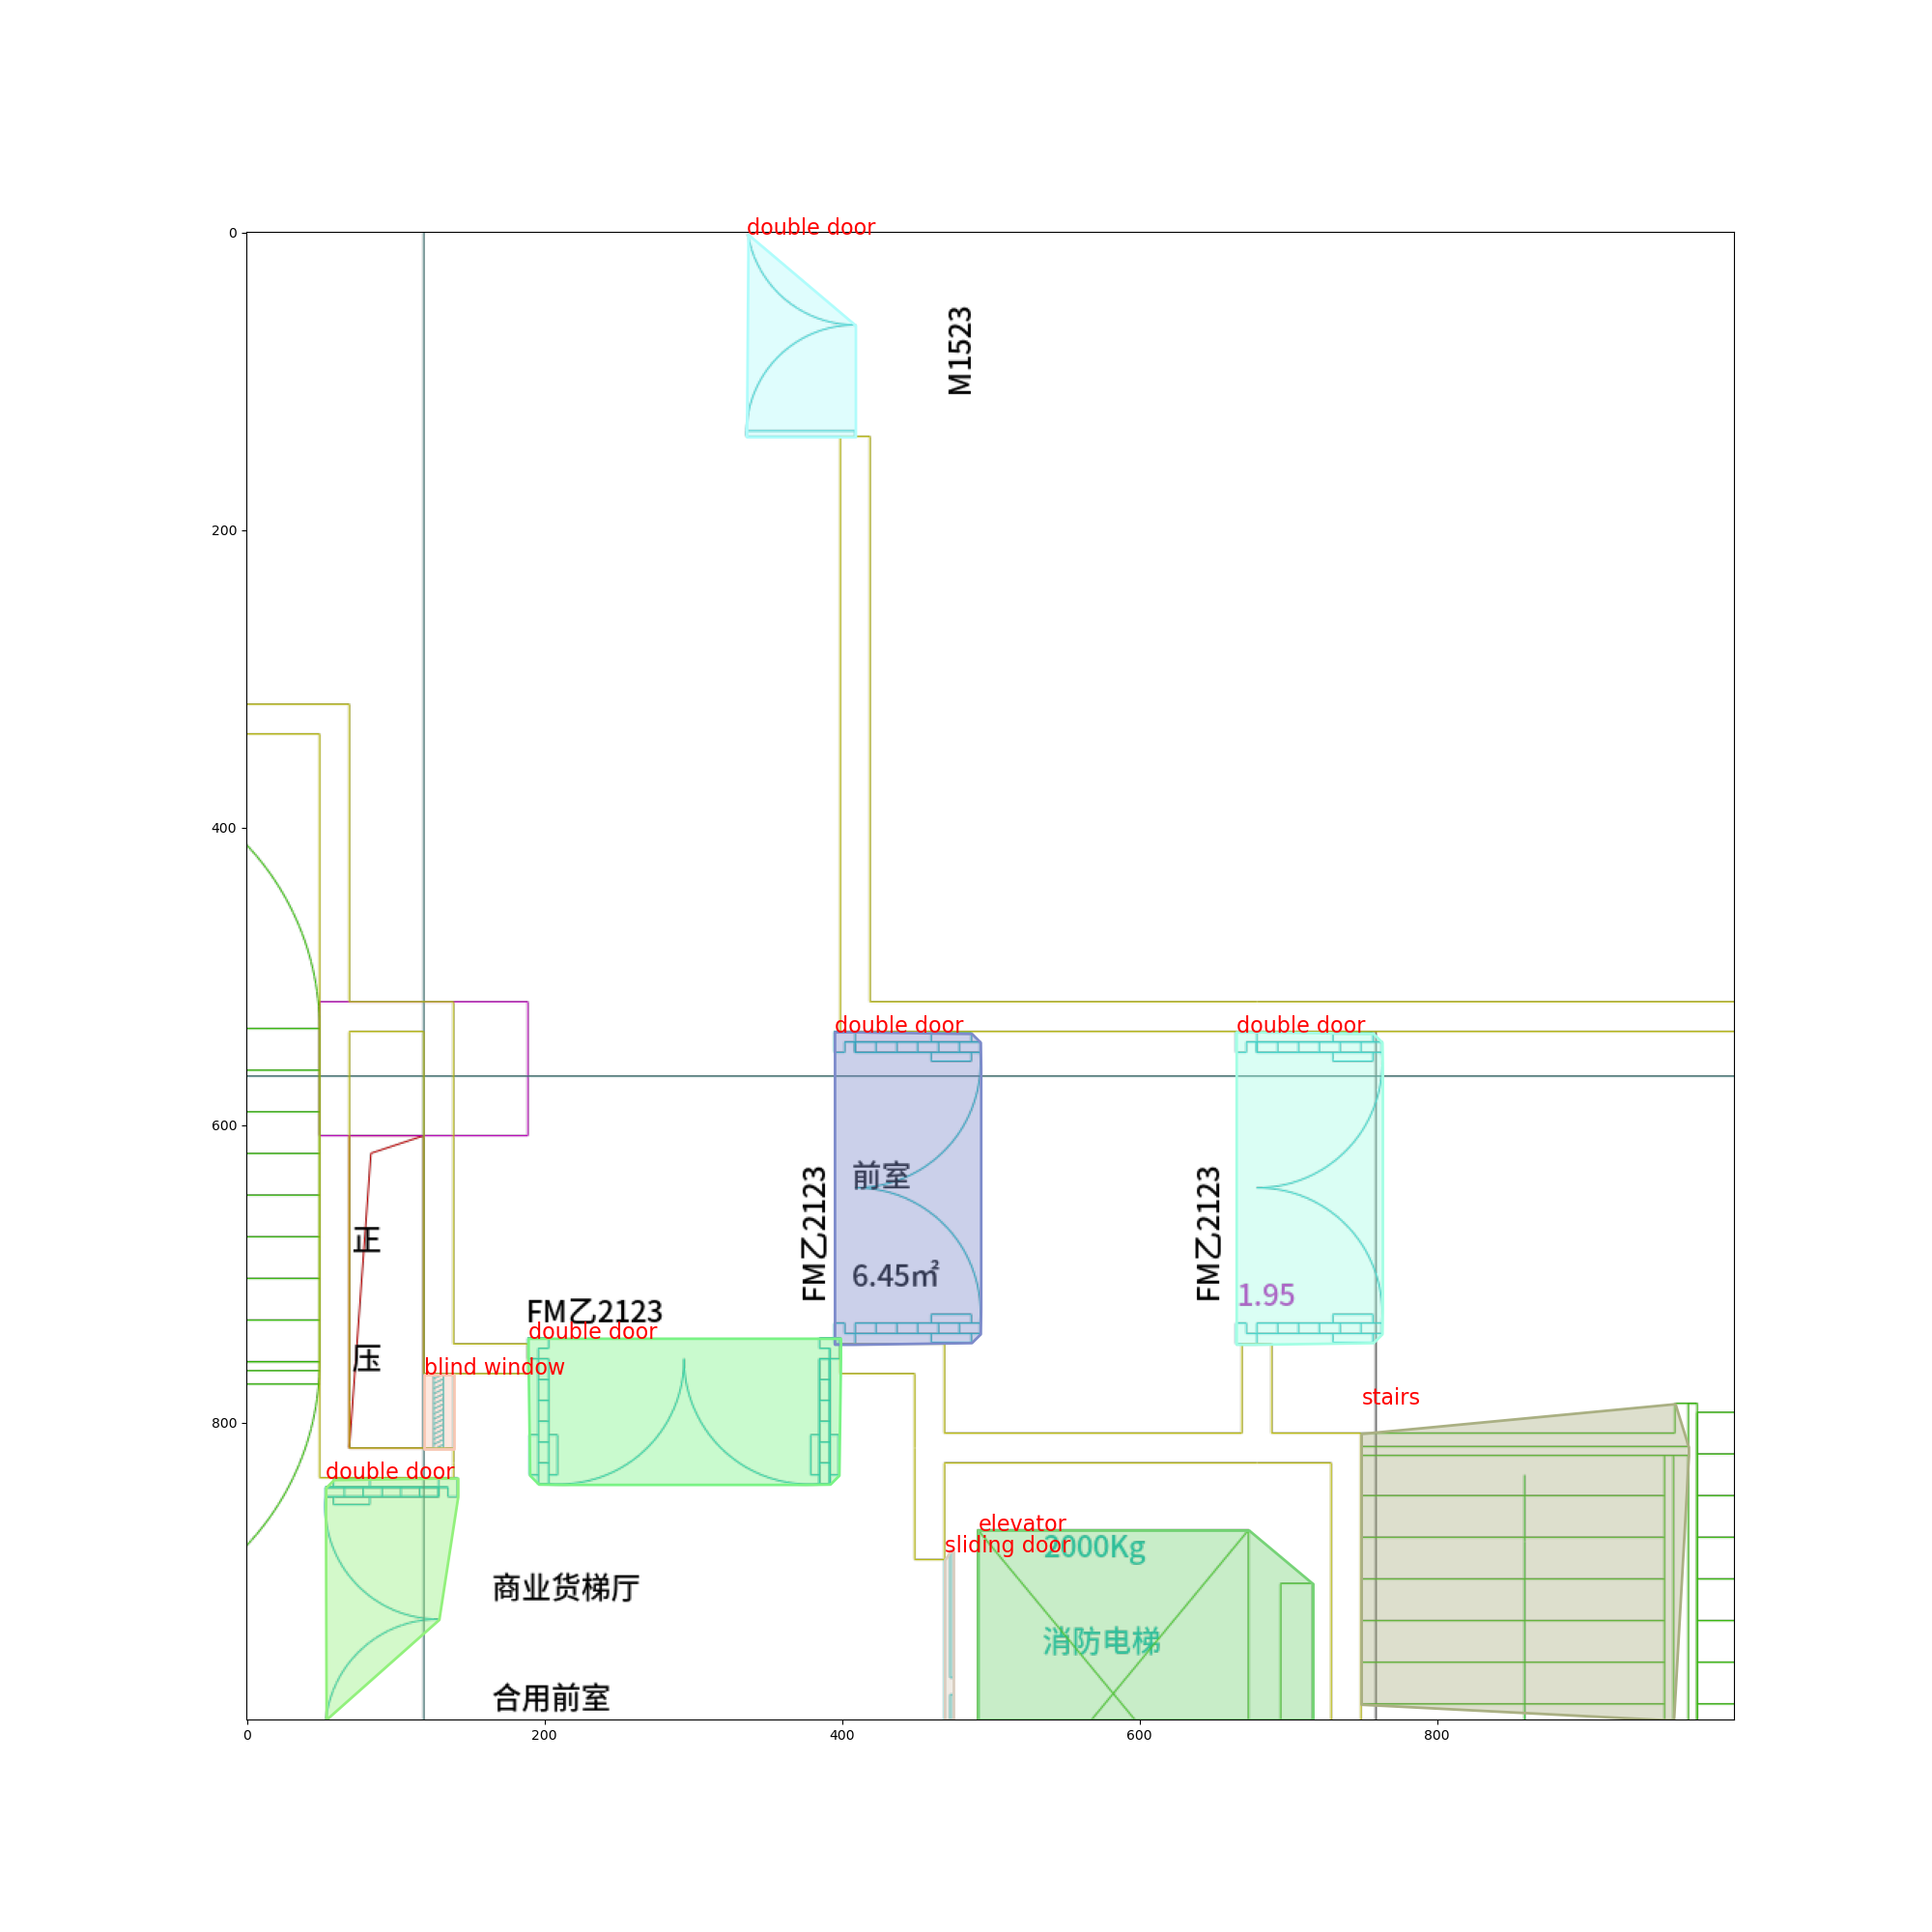 double door
0
M1523
200
400
double door
double door
600
前室
FM乙2123
FM乙2123
正
6.45㎡
1.95
FM乙2123
double door
压
blind window
stairs
800
double door
elevator
sliding door
2000Kg
商业货梯厅
消防电梯
合用前室
0
200
400
600
800